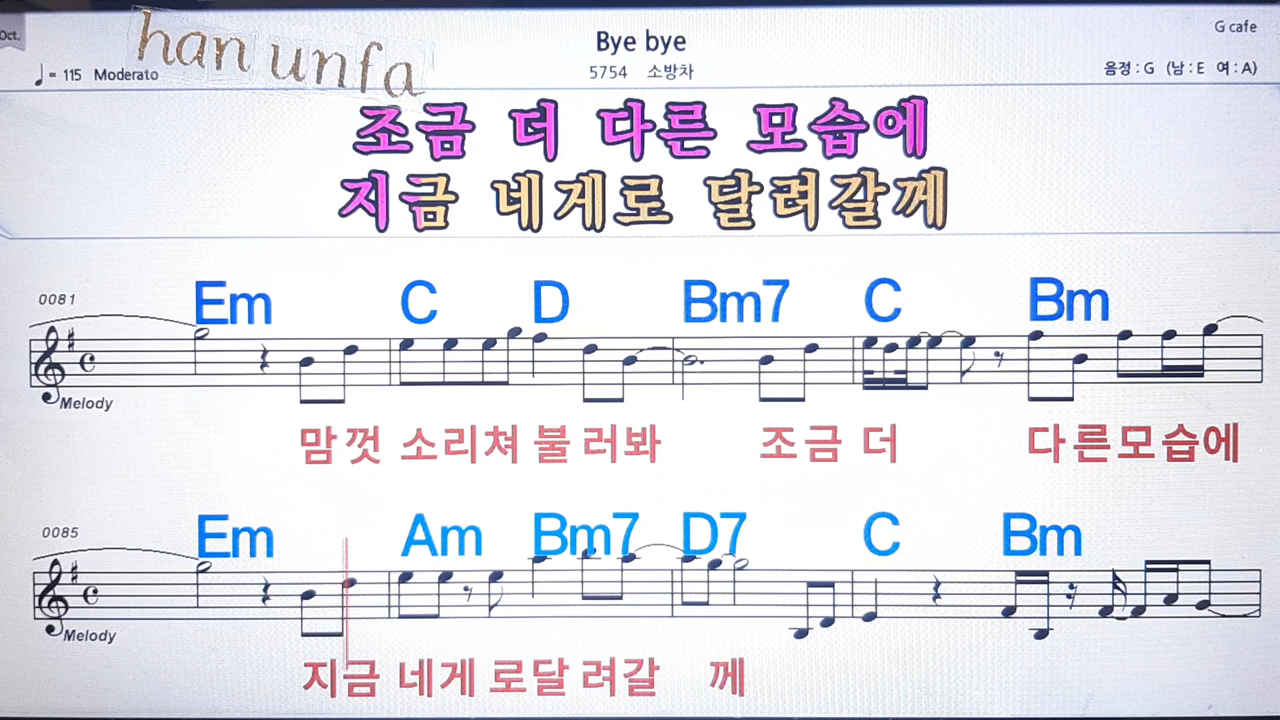 Oct.
han unfa
Bye bye
G cafe
♩= 115 Moderato
5754 소방차
음정 : G (남 : E 여 : A)
조금 더 다른 모습에
지금 네게로 달려갈께
0081
Em C D Bm7 C Bm
Melody
맘껏 소리쳐 불러봐 조금 더 다른모습에
0085
Em Am Bm7 D7 C Bm
Melody
지금 네게 로달 려갈 께